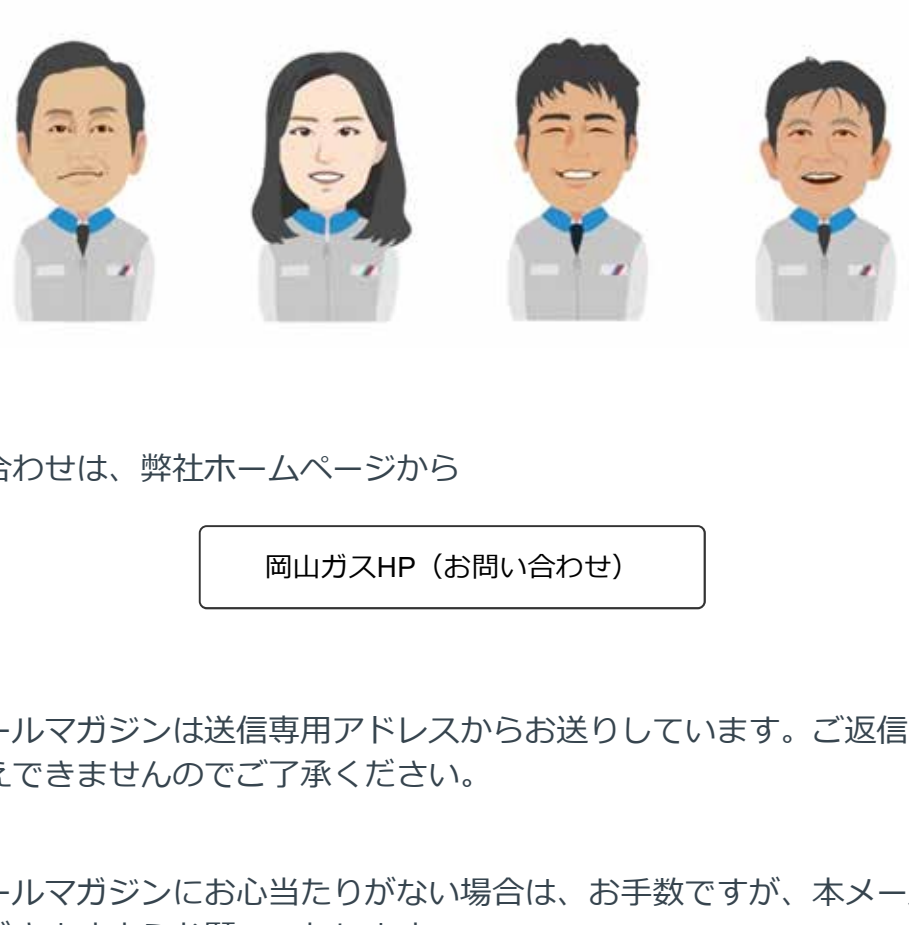 合わせは、弊社ホームページから
岡山ガスHP（お問い合わせ）
ールマガジンは送信専用アドレスからお送りしています。ご返信
えできませんのでご了承ください。
ールマガジンにお心当たりがない場合は、お手数ですが、本メー